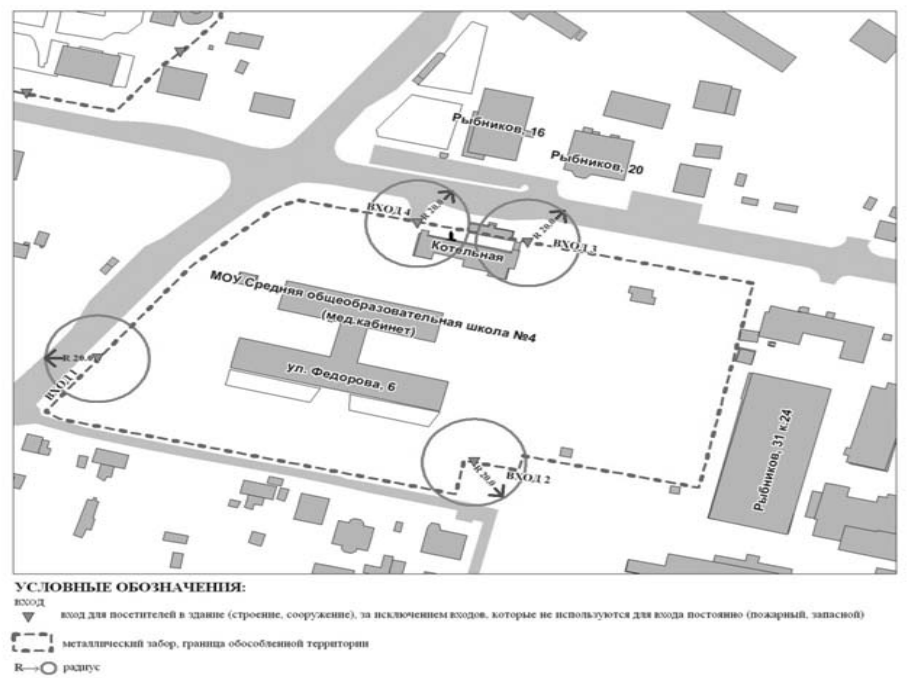 Рыбников, 16
Рыбников, 20
ВХОД 4
R 20.0
R 20.0
ВХОД 3
Котельная
МОУ Средняя общеобразовательная школа №4
(мед.кабинет)
R 20.0
ВХОД 1
ул. Федорова, 6
R 20.0
ВХОД 2
Рыбников, 31 к.24
УСЛОВНЫЕ ОБОЗНАЧЕНИЯ:
ВХОД
вход для посетителей в здание (строение, сооружение), за исключением входов, которые не используются для входа постоянно (пожарный, запасной)
металлический забор, граница обособленной территории
R радиус